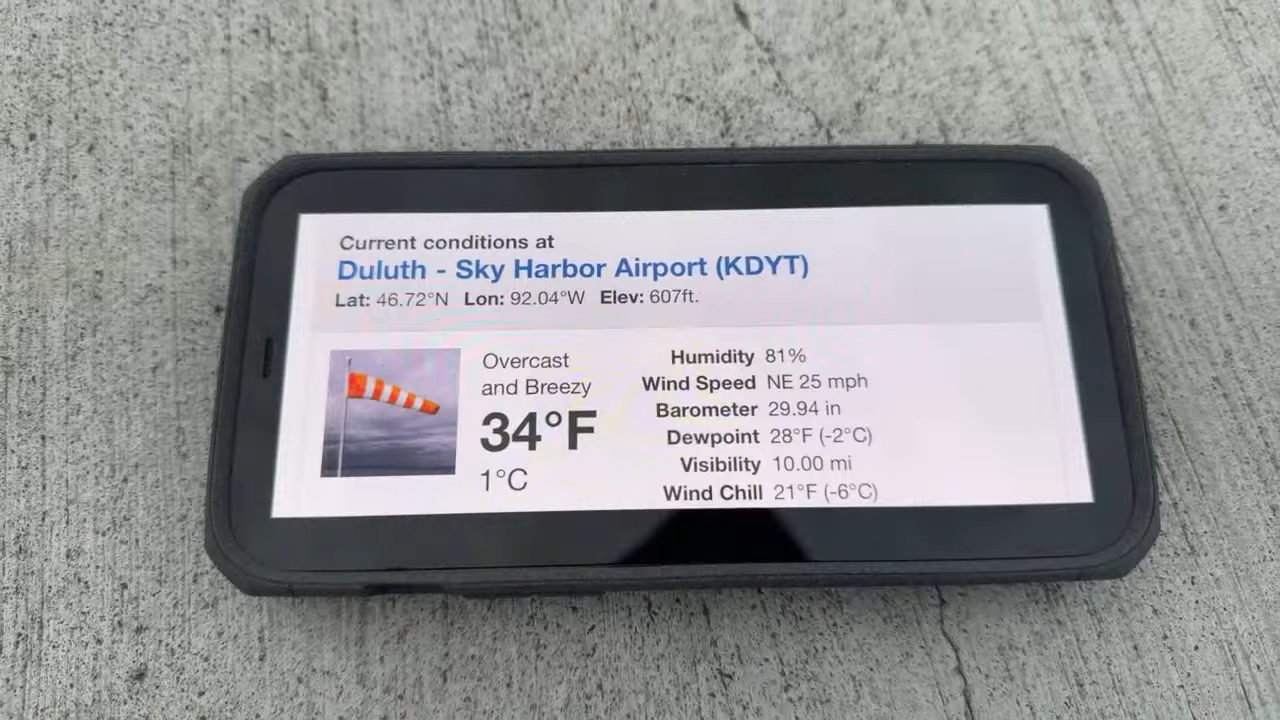 Current conditions at
Duluth - Sky Harbor Airport (KDYT)
Lat: 46.72°N Lon: 92.04°W Elev: 607ft.
Overcast
and Breezy
34°F
1°C
Humidity 81%
Wind Speed NE 25 mph
Barometer 29.94 in
Dewpoint 28°F (-2°C)
Visibility 10.00 mi
Wind Chill 21°F (-6°C)